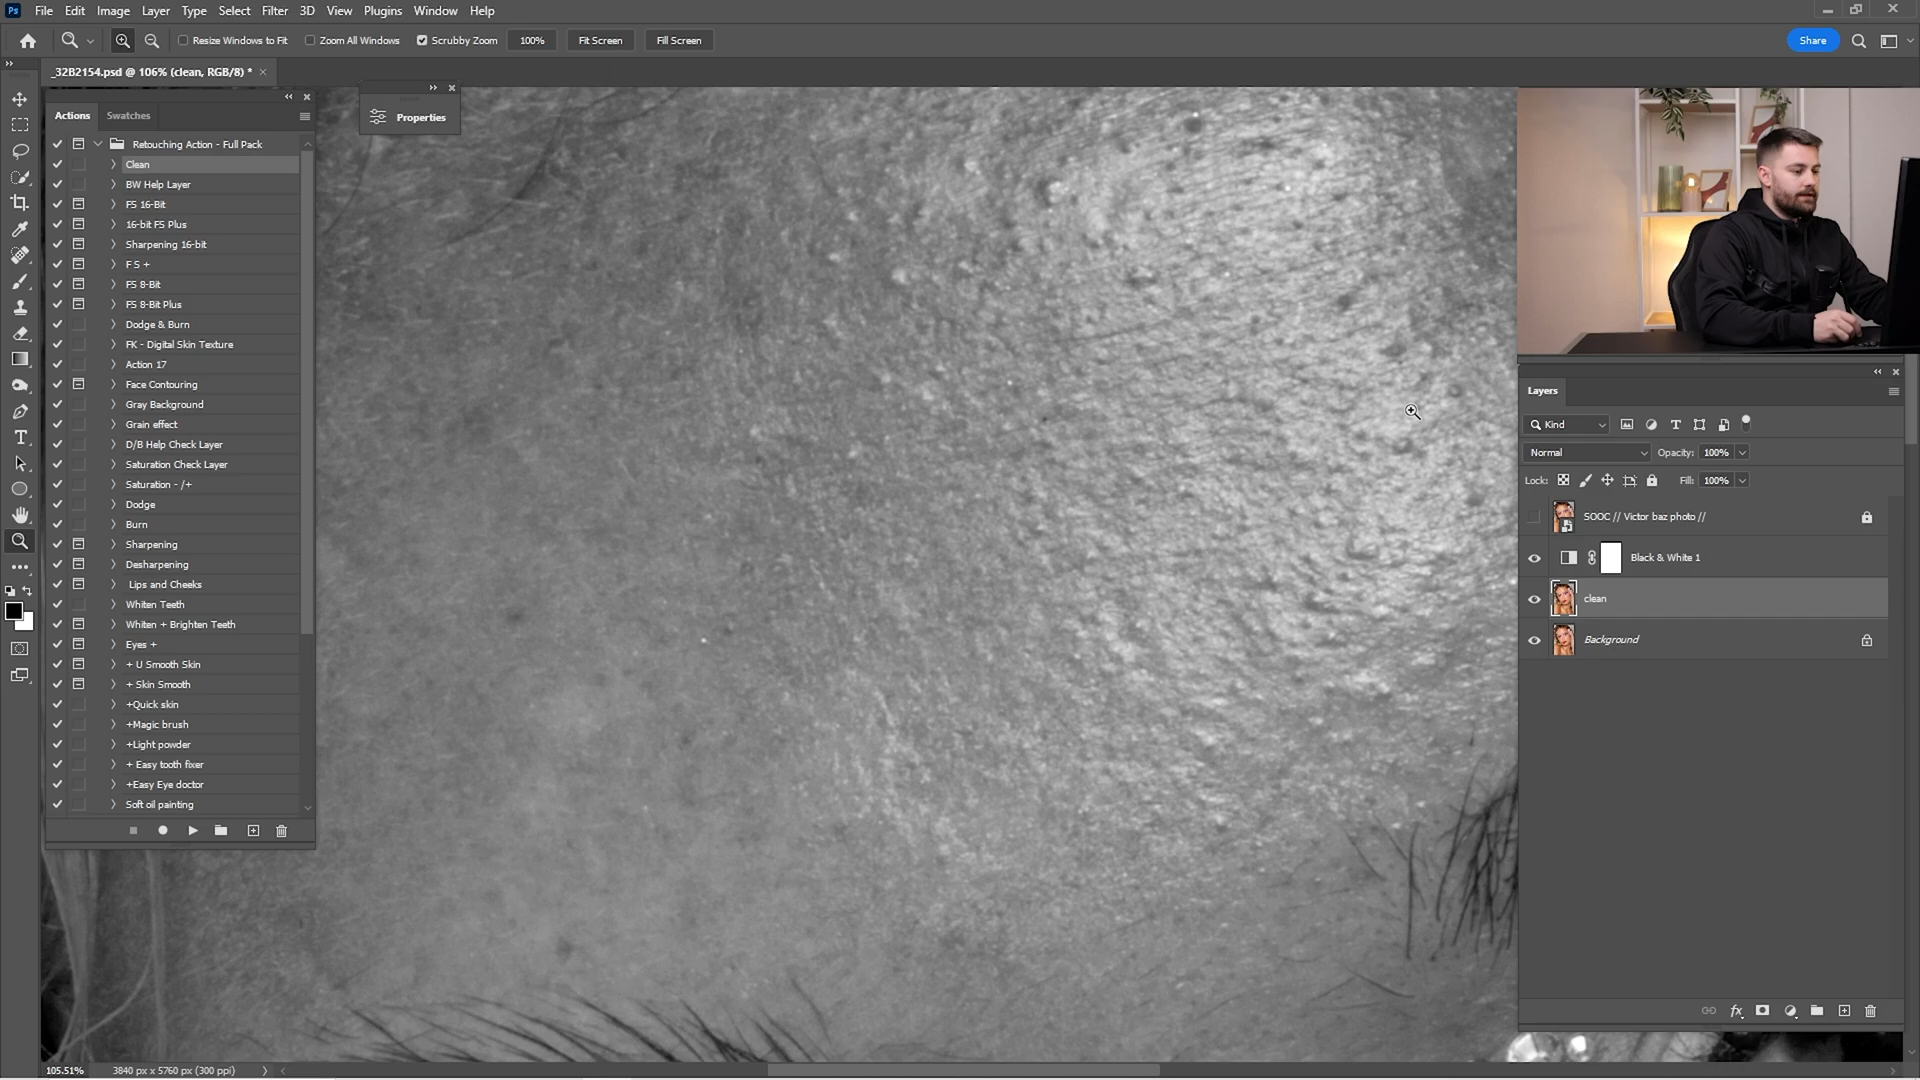 Ps File Edit Image Layer Type Select Filter 3D View Plugins Window Help
Resize Windows to Fit Zoom All Windows Scrubby Zoom 100% Fit Screen Fill Screen Share
_32B2154.psd @ 106% (clean, RGB/8) *
Actions Swatches
Properties
Retouching Action - Full Pack
Clean
BW Help Layer
FS 16-Bit
16-bit FS Plus
Sharpening 16-bit
F S +
FS 8-Bit
FS 8-Bit Plus
Dodge & Burn
FK - Digital Skin Texture
Action 17
Face Contouring
Gray Background
Grain effect
D/B Help Check Layer
Saturation Check Layer
Saturation - /+
Dodge
Burn
Sharpening
Desharpening
Lips and Cheeks
Whiten Teeth
Whiten + Brighten Teeth
Eyes +
+ U Smooth Skin
+ Skin Smooth
+Quick skin
+Magic brush
+Light powder
+ Easy tooth fixer
+Easy Eye doctor
Soft oil painting
Layers
Kind
Normal Opacity: 100%
Lock: Fill: 100%
SOOC // Victor baz photo //
Black & White 1
clean
Background
fx
105.51% 3840 px x 5760 px (300 ppi)